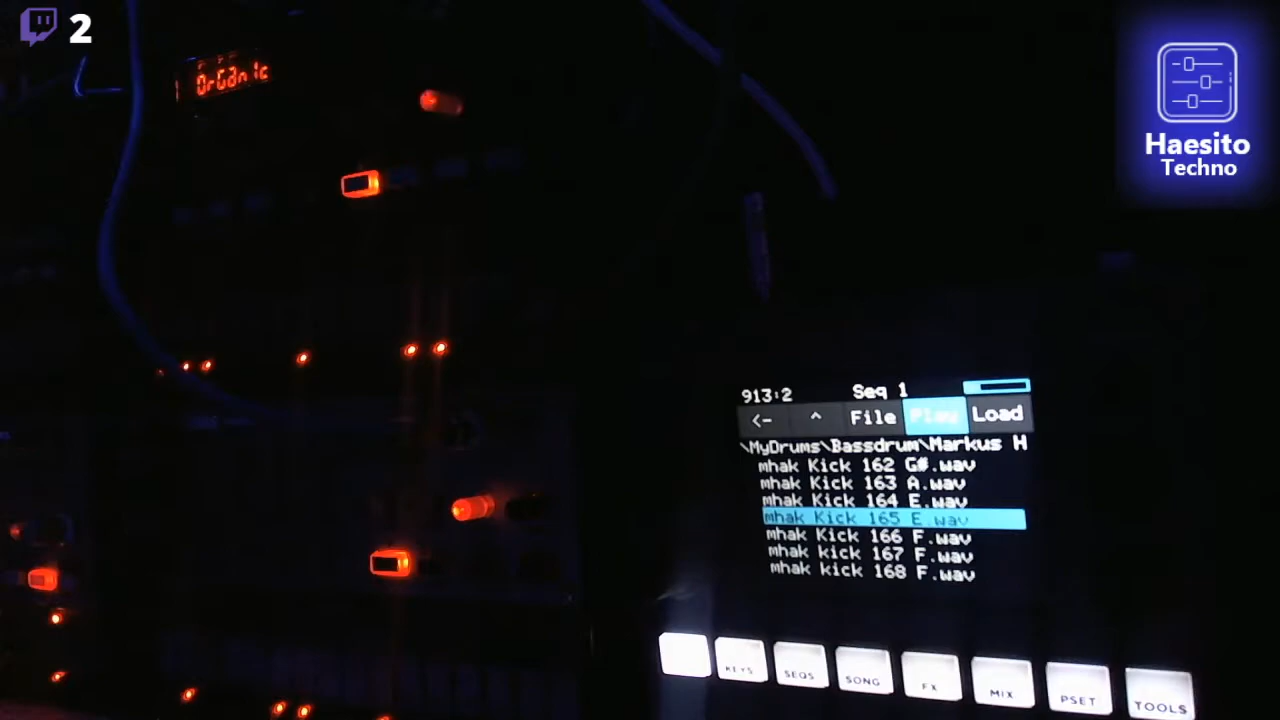 2
OrGanic
Haesito
Techno
913:2 Seq 1
<- ^ File Play Load
\MyDrums\Bassdrum\Markus H
mhak Kick 162 G#.wav
mhak Kick 163 A.wav
mhak Kick 164 E.wav
mhak Kick 165 E.wav
mhak Kick 166 F.wav
mhak kick 167 F.wav
mhak kick 168 F.wav
KEYS SEQS SONG FX MIX PSET TOOLS